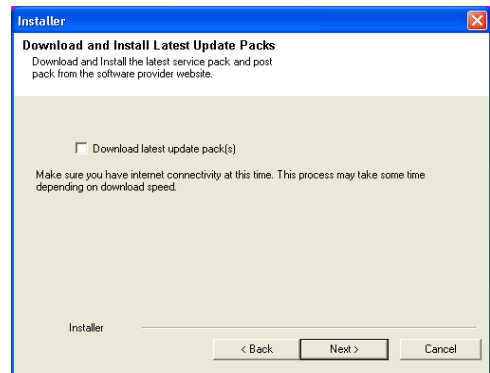 Installer
Download and Install Latest Update Packs
Download and Install the latest service pack and post
pack from the software provider website.
Download latest update pack(s)
Make sure you have internet connectivity at this time. This process may take some time
depending on download speed.
Installer
< Back
Next >
Cancel